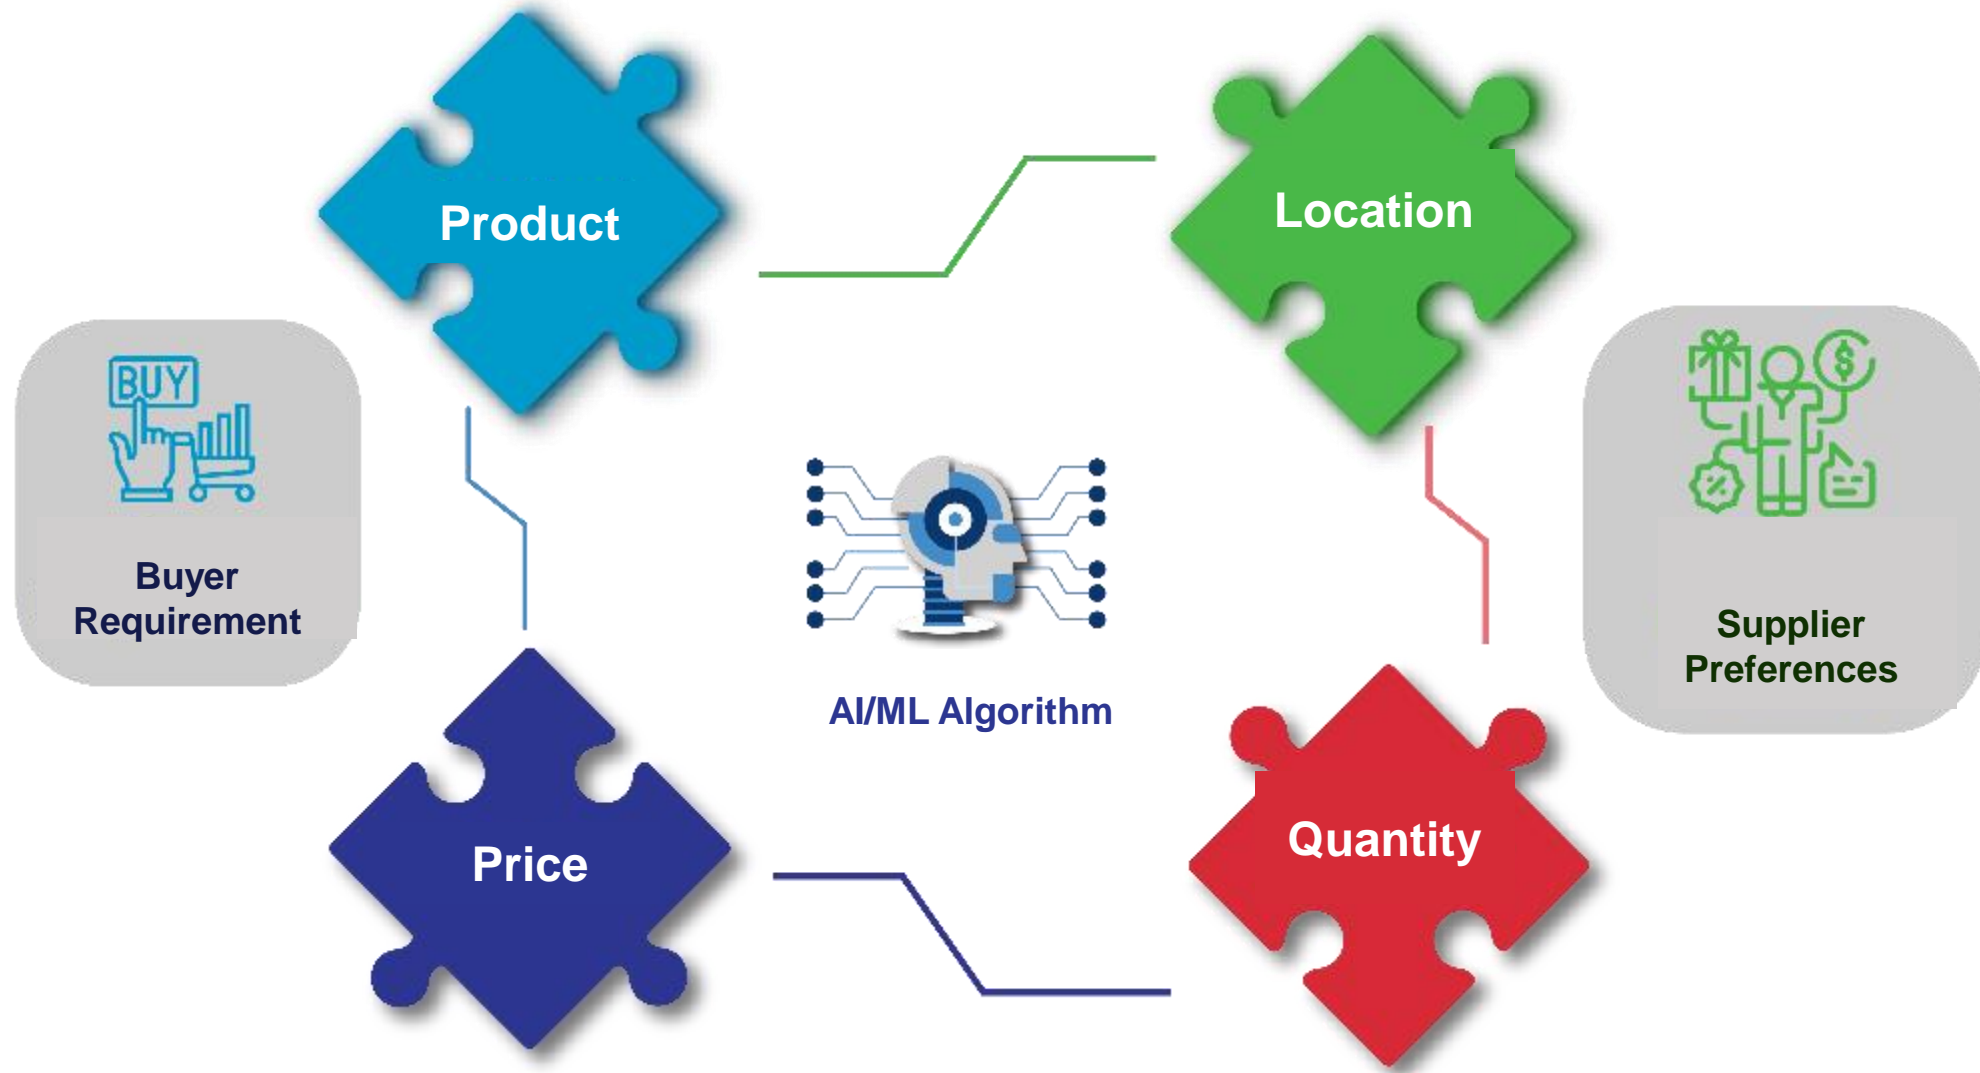 Product
Location
BUY
$
Buyer
Requirement
%
Supplier
Preferences
AI/ML Algorithm
Price
Quantity